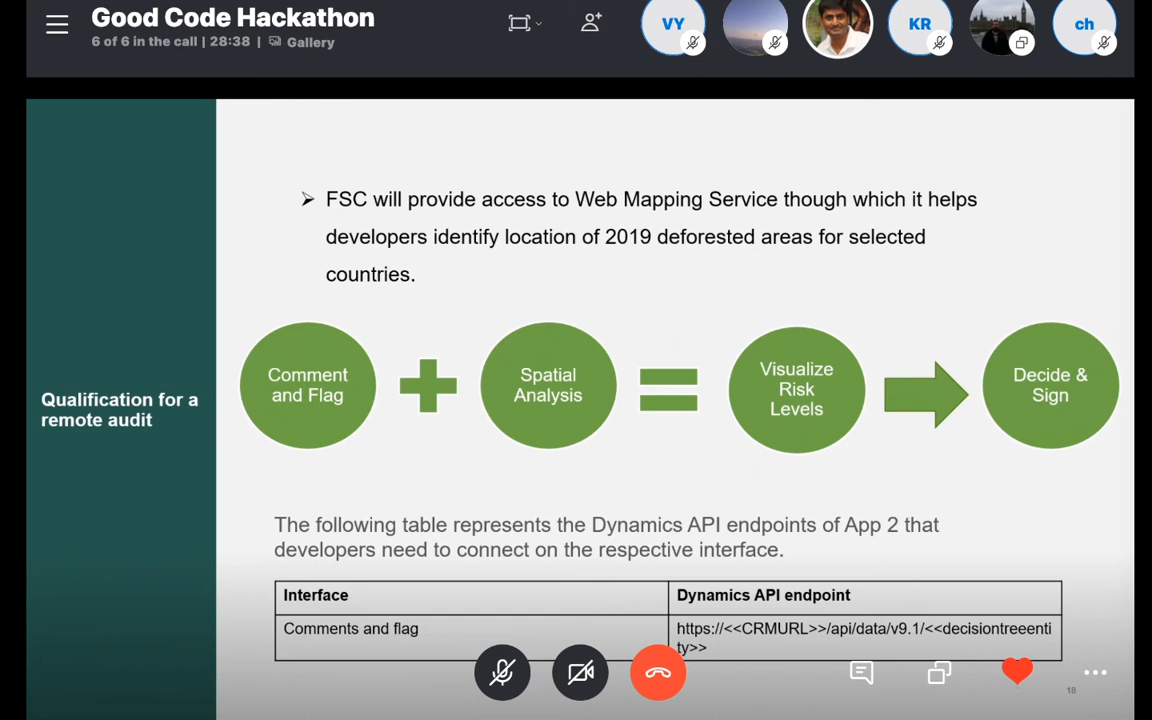 Good Code Hackathon
6 of 6 in the call | 28:38 | Gallery
VY
KR
ch
FSC will provide access to Web Mapping Service though which it helps
developers identify location of 2019 deforested areas for selected
countries.
Comment
and Flag
Spatial
Analysis
Visualize
Risk
Levels
Decide &
Sign
Qualification for a
remote audit
The following table represents the Dynamics API endpoints of App 2 that
developers need to connect on the respective interface.
Interface
Dynamics API endpoint
Comments and flag
https://<<CRMURL>>/api/data/v9.1/<<decisiontreeenti
ty>>
18